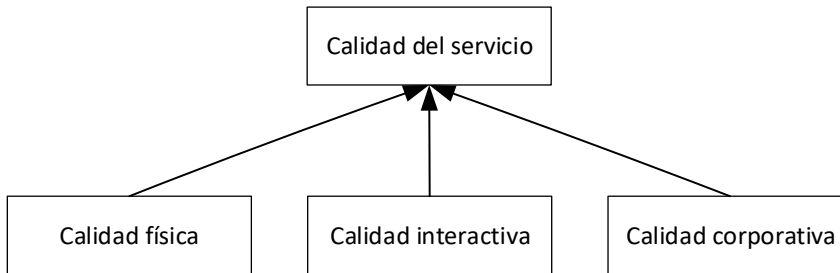 Calidad del servicio
Calidad física
Calidad interactiva
Calidad corporativa